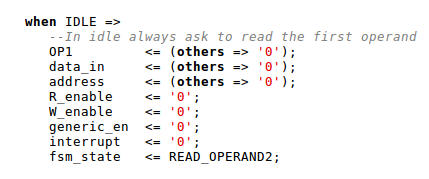 when IDLE =>
--In idle always ask to read the first operand
OP1 <= (others => '0');
data_in <= (others => '0');
address <= (others => '0');
R_enable <= '0';
W_enable <= '0';
generic_en <= '0';
interrupt <= '0';
fsm_state <= READ_OPERAND2;